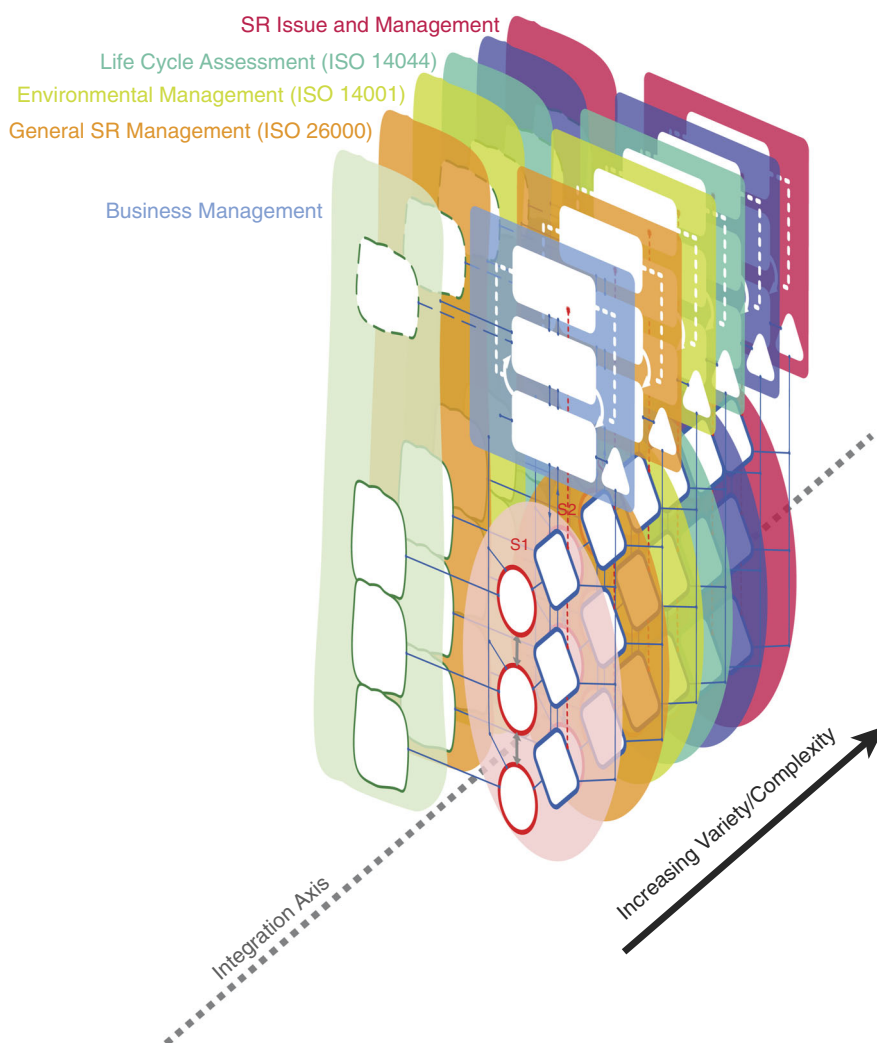 SR Issue and Management
Life Cycle Assessment (ISO 14044)
Environmental Management (ISO 14001)
General SR Management (ISO 26000)
Business Management
S2
S1
Increasing Variety/Complexity
Integration Axis